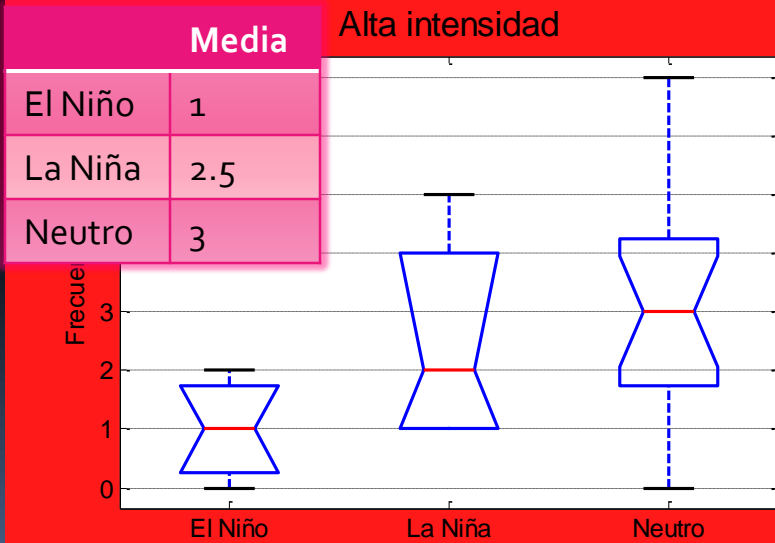 Alta intensidad
Media
El Niño 1
La Niña 2.5
Neutro 3
3
2
1
0
El Niño La Niña Neutro